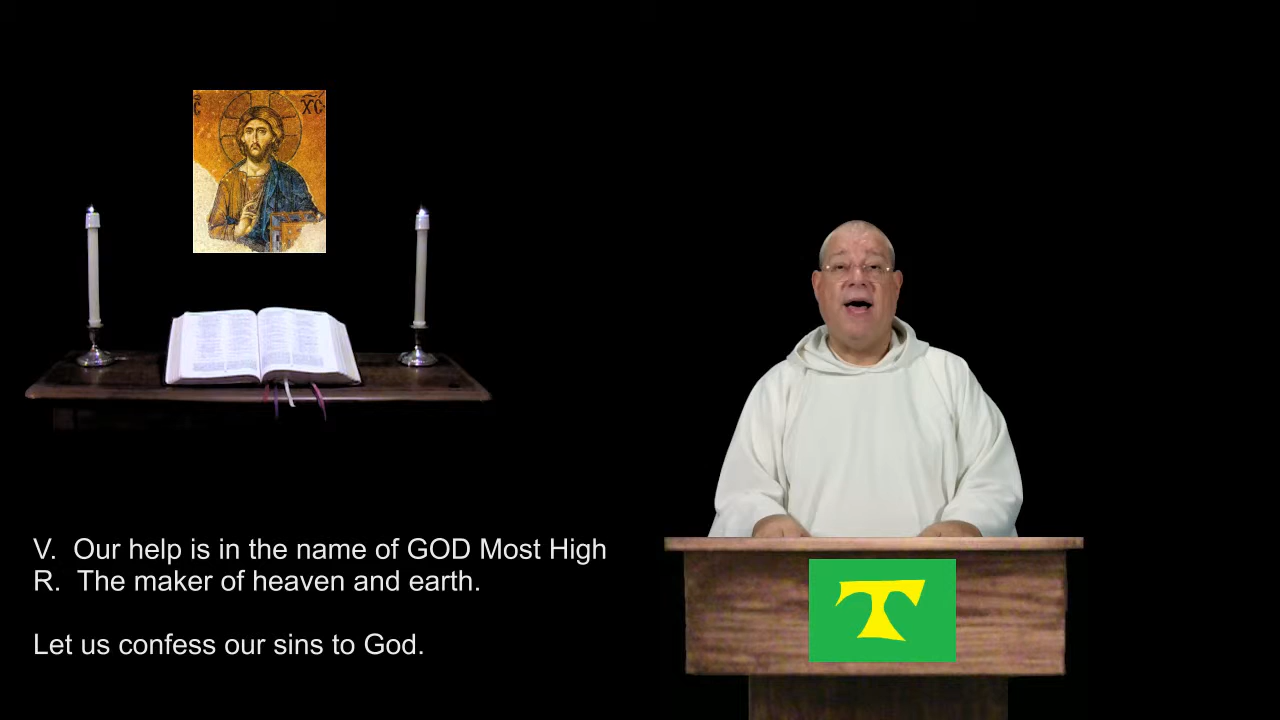 V.  Our help is in the name of GOD Most High
R.  The maker of heaven and earth.
Let us confess our sins to God.